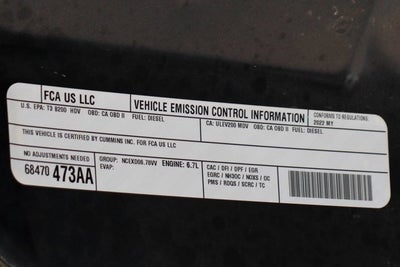 FCA US LLC
VEHICLE EMISSION CONTROL INFORMATION
CONFORMS TO REGULATIONS:
2022 MY
U.S. EPA: T3 B200 HDV OBD: CA OBD II FUEL: DIESEL
CA: ULEV200 MDV OBD: CA OBD II FUEL: DIESEL
THIS VEHICLE IS CERTIFIED BY CUMMINS INC. FOR FCA US LLC
NO ADJUSTMENTS NEEDED
68470 473AA
GROUP: NCEXD06.78VV ENGINE: 6.7L
EVAP:
CAC / DFI / DPF / EGR
EGRC / NH3OC / NOXS / OC
PMS / RDQS / SCRC / TC